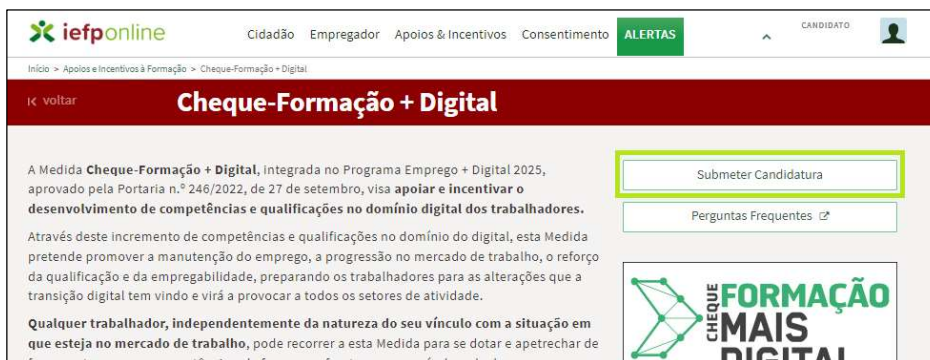 iefponline
Cidadão Empregador Apoios & Incentivos Consentimento ALERTAS CANDIDATO
Início > Apoios e Incentivos à Formação > Cheque-Formação + Digital
voltar
Cheque-Formação + Digital
A Medida Cheque-Formação + Digital, integrada no Programa Emprego + Digital 2025,
aprovado pela Portaria n.º 246/2022, de 27 de setembro, visa apoiar e incentivar o
desenvolvimento de competências e qualificações no domínio digital dos trabalhadores.
Através deste incremento de competências e qualificações no domínio do digital, esta Medida
pretende promover a manutenção do emprego, a progressão no mercado de trabalho, o reforço
da qualificação e da empregabilidade, preparando os trabalhadores para as alterações que a
transição digital tem vindo e virá a provocar a todos os setores de atividade.
Qualquer trabalhador, independentemente da natureza do seu vínculo com a situação em
que esteja no mercado de trabalho, pode recorrer a esta Medida para se dotar e apetrechar de
Submeter Candidatura
Perguntas Frequentes
CHEQUE
FORMAÇÃO
MAIS
DIGITAL